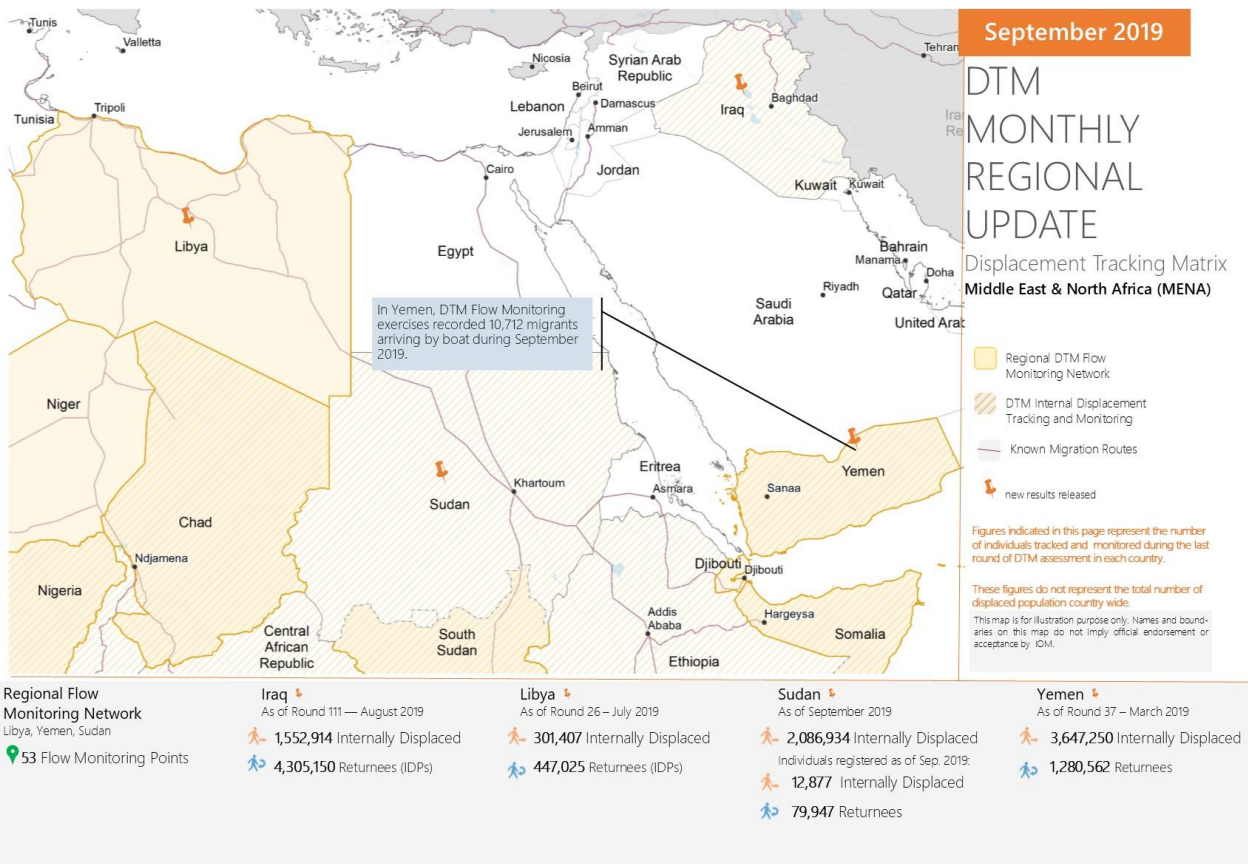 September 2019
DTM
MONTHLY
REGIONAL
UPDATE
Displacement Tracking Matrix
Middle East & North Africa (MENA)
Regional DTM Flow
Monitoring Network
DTM Internal Displacement
Tracking and Monitoring
Known Migration Routes
new results released
Figures indicated in this page represent the number
of individuals tracked and monitored during the last
round of DTM assessment in each country.
These figures do not represent the total number of
displaced population country wide.
This map is for illustration purpose only. Names and bound-
aries on this map do not imply official endorsement or
acceptance by IOM.
Tunis
Valletta
Tripoli
Tunisia
Nicosia
Syrian Arab
Republic
Beirut
Lebanon
Damascus
Jerusalem
Amman
Jordan
Cairo
Iraq
Baghdad
Tehran
Kuwait
Kuwait
Bahrain
Manama
Doha
Qatar
Riyadh
Saudi
Arabia
United Arab
Libya
Egypt
In Yemen, DTM Flow Monitoring
exercises recorded 10,712 migrants
arriving by boat during September
2019.
Niger
Chad
Ndjamena
Nigeria
Sudan
Khartoum
Eritrea
Asmara
Yemen
Sanaa
Djibouti
Djibouti
Hargeysa
Somalia
Addis
Ababa
Ethiopia
South
Sudan
Central
African
Republic
Regional Flow
Monitoring Network
Libya, Yemen, Sudan
53 Flow Monitoring Points
Iraq
As of Round 111 — August 2019
1,552,914 Internally Displaced
4,305,150 Returnees (IDPs)
Libya
As of Round 26 – July 2019
301,407 Internally Displaced
447,025 Returnees (IDPs)
Sudan
As of September 2019
2,086,934 Internally Displaced
Individuals registered as of Sep. 2019:
12,877 Internally Displaced
79,947 Returnees
Yemen
As of Round 37 – March 2019
3,647,250 Internally Displaced
1,280,562 Returnees